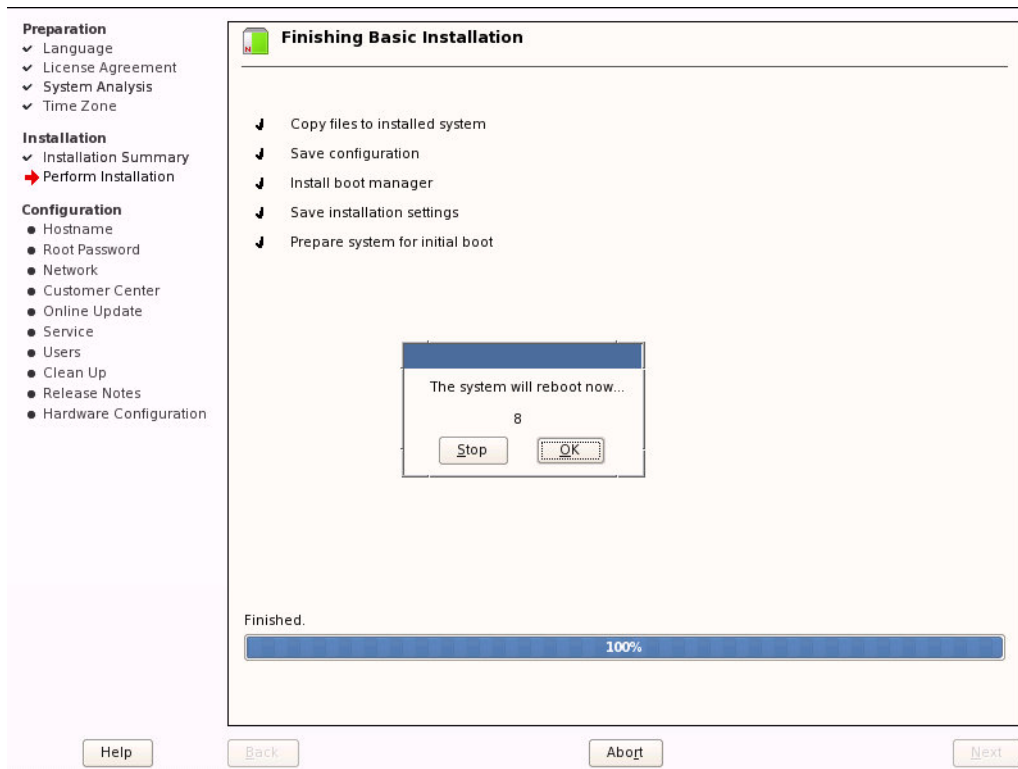 Preparation
Language
License Agreement
System Analysis
Time Zone
Installation
Installation Summary
Perform Installation
Configuration
Hostname
Root Password
Network
Customer Center
Online Update
Service
Users
Clean Up
Release Notes
Hardware Configuration
N
Finishing Basic Installation
Copy files to installed system
Save configuration
Install boot manager
Save installation settings
Prepare system for initial boot
The system will reboot now...
8
Stop OK
Finished.
100%
Help Back Abort Next